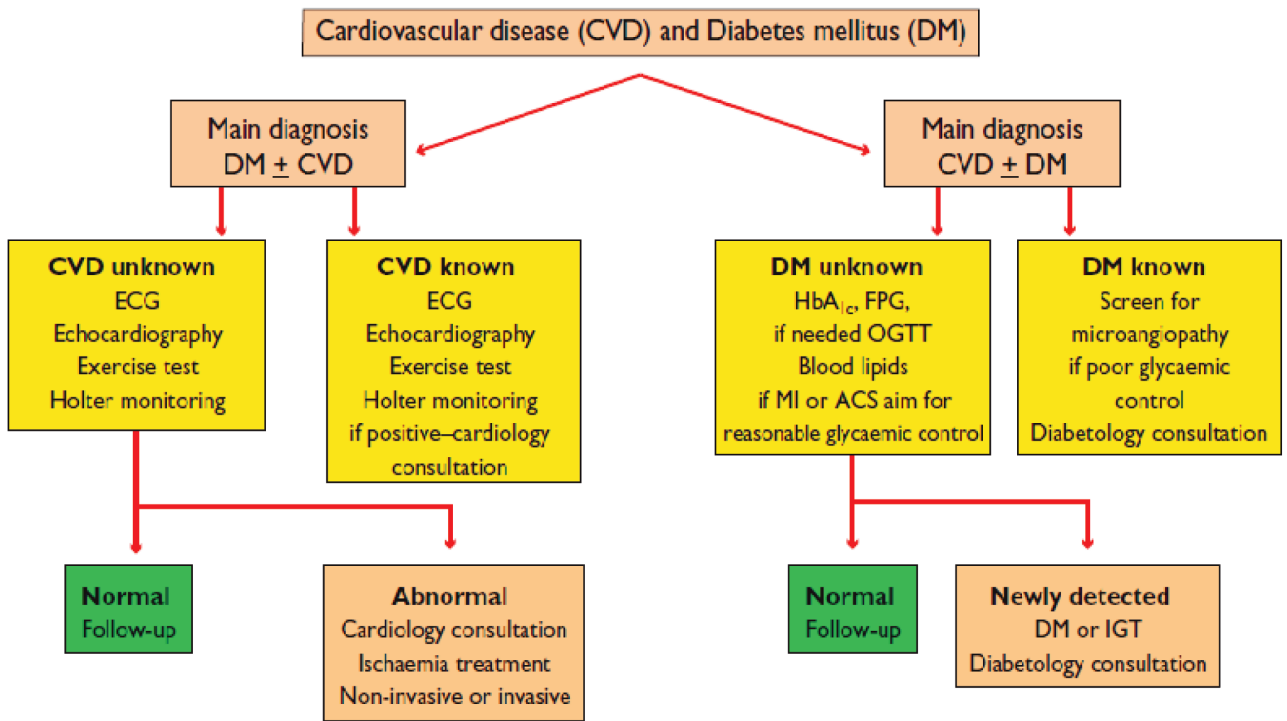 Cardiovascular disease (CVD) and Diabetes mellitus (DM)
Main diagnosis
DM ± CVD
Main diagnosis
CVD ± DM
CVD unknown
ECG
Echocardiography
Exercise test
Holter monitoring
CVD known
ECG
Echocardiography
Exercise test
Holter monitoring
if positive–cardiology
consultation
DM unknown
HbA1c, FPG,
if needed OGTT
Blood lipids
if MI or ACS aim for
reasonable glycaemic control
DM known
Screen for
microangiopathy
if poor glycaemic
control
Diabetology consultation
Normal
Follow-up
Abnormal
Cardiology consultation
Ischaemia treatment
Non-invasive or invasive
Normal
Follow-up
Newly detected
DM or IGT
Diabetology consultation